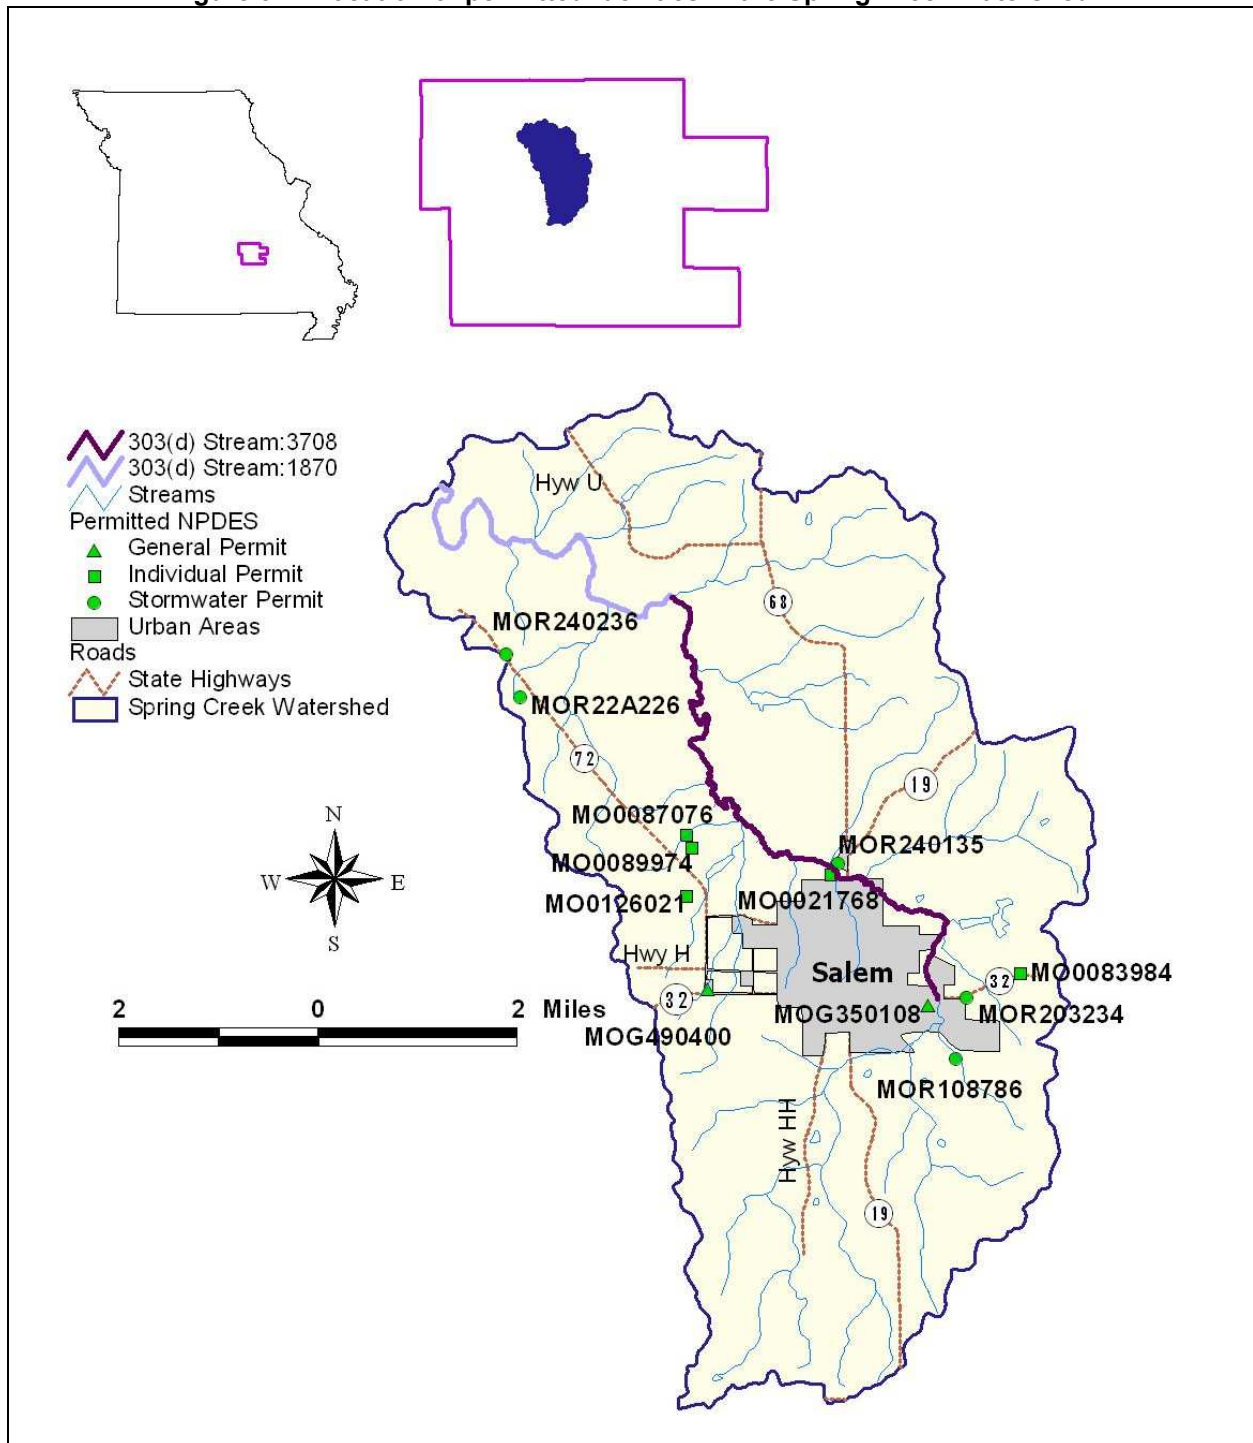 303(d) Stream:3708
303(d) Stream:1870
Streams
Permitted NPDES
General Permit
Individual Permit
Stormwater Permit
Urban Areas
Roads
State Highways
Spring Creek Watershed
Hyw U
68
MOR240236
MOR22A226
72
19
MO0087076
MOR240135
MO0089974
MO0126021
MO0021768
N
W E
S
Hwy H
Salem
32
MO0083984
2 0 2 Miles
32
MOG350108
MOR203234
MOG490400
MOR108786
Hyw HH
19